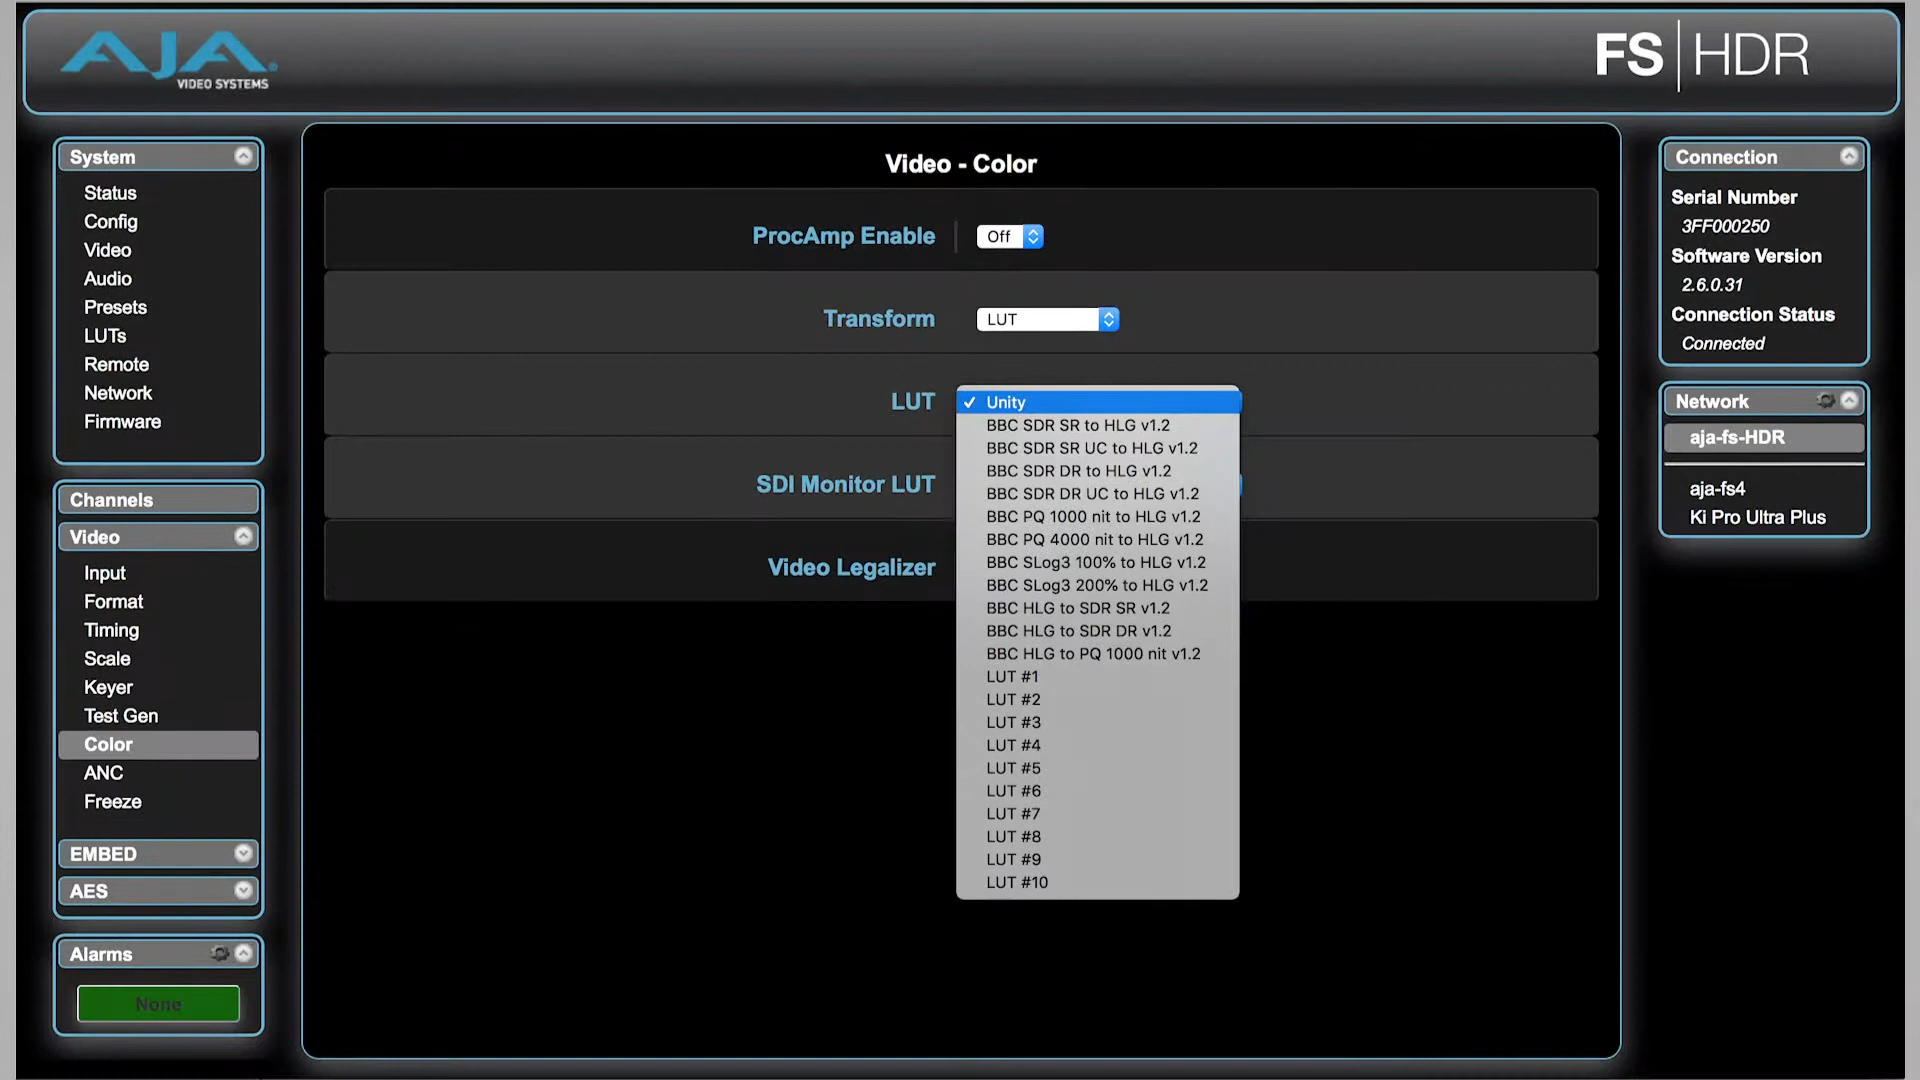 AJA
VIDEO SYSTEMS
FS HDR
System
Status
Config
Video
Audio
Presets
LUTs
Remote
Network
Firmware
Channels
Video
Input
Format
Timing
Scale
Keyer
Test Gen
Color
ANC
Freeze
EMBED
AES
Alarms
None
Video - Color
ProcAmp Enable Off
Transform LUT
LUT
SDI Monitor LUT
Video Legalizer
✓ Unity
BBC SDR SR to HLG v1.2
BBC SDR SR UC to HLG v1.2
BBC SDR DR to HLG v1.2
BBC SDR DR UC to HLG v1.2
BBC PQ 1000 nit to HLG v1.2
BBC PQ 4000 nit to HLG v1.2
BBC SLog3 100% to HLG v1.2
BBC SLog3 200% to HLG v1.2
BBC HLG to SDR SR v1.2
BBC HLG to SDR DR v1.2
BBC HLG to PQ 1000 nit v1.2
LUT #1
LUT #2
LUT #3
LUT #4
LUT #5
LUT #6
LUT #7
LUT #8
LUT #9
LUT #10
Connection
Serial Number
3FF000250
Software Version
2.6.0.31
Connection Status
Connected
Network
aja-fs-HDR
aja-fs4
Ki Pro Ultra Plus